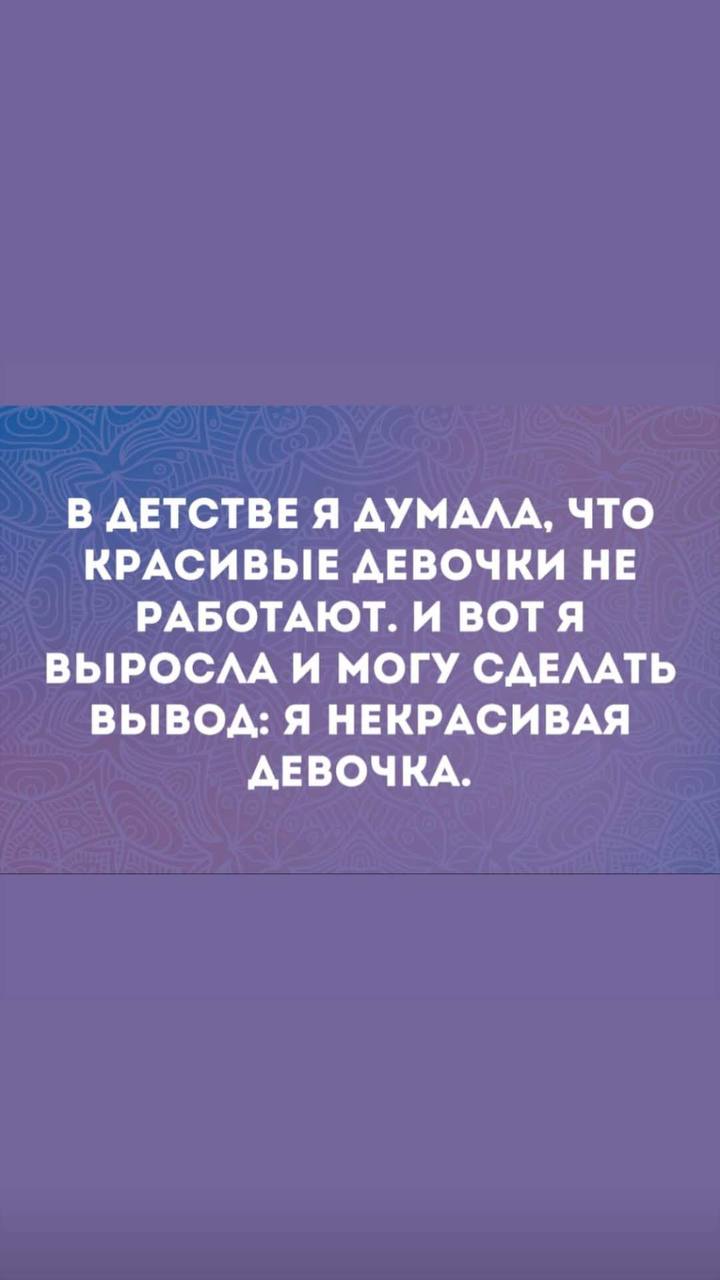 В ДЕТСТВЕ Я ДУМАЛА, ЧТО
КРАСИВЫЕ ДЕВОЧКИ НЕ
РАБОТАЮТ. И ВОТ Я
ВЫРОСЛА И МОГУ СДЕЛАТЬ
ВЫВОД: Я НЕКРАСИВАЯ
ДЕВОЧКА.